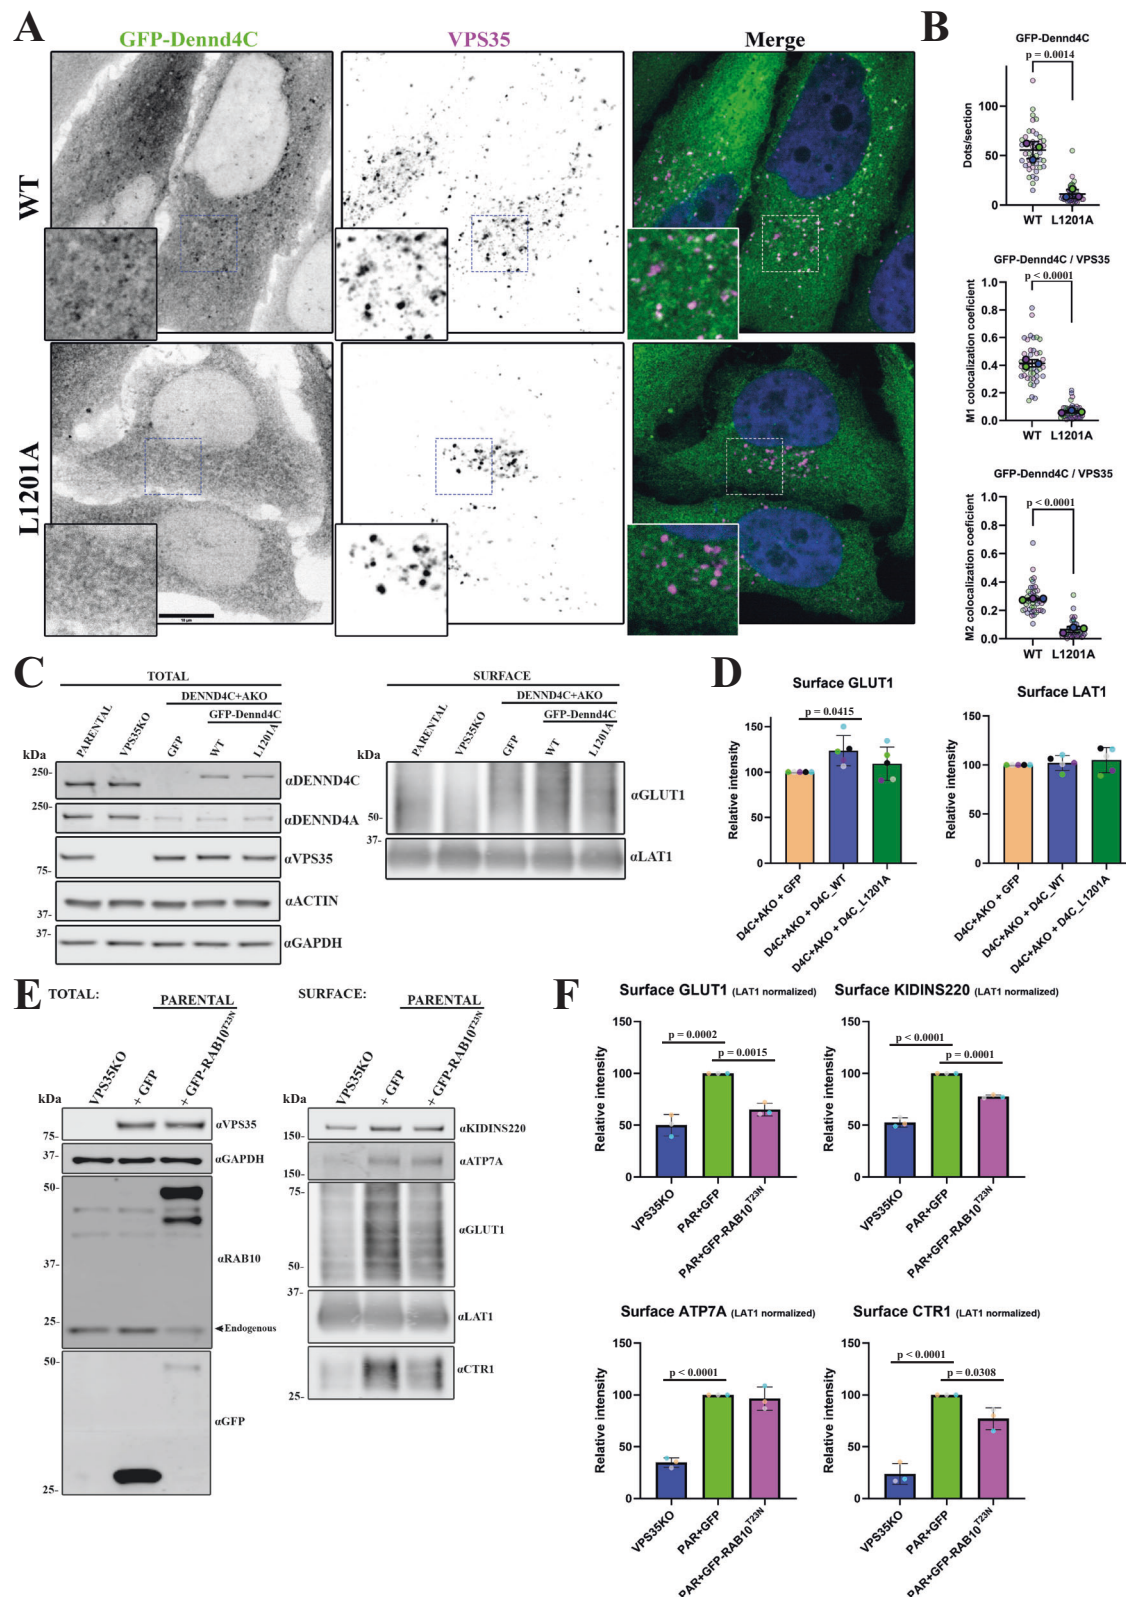 A
GFP-Dennd4C
VPS35
Merge
WT
L1201A
10 μm
B
GFP-Dennd4C
p = 0.0014
Dots/section
100
50
0
WT L1201A
GFP-Dennd4C / VPS35
p < 0.0001
M1 colocalization coeficient
1.0
0.8
0.6
0.4
0.2
0.0
WT L1201A
GFP-Dennd4C / VPS35
p < 0.0001
M2 colocalization coeficient
1.0
0.8
0.6
0.4
0.2
0.0
WT L1201A
C
TOTAL
DENND4C+AKO
GFP-Dennd4C
PARENTAL
VPS35KO
GFP
WT
L1201A
kDa
250-
αDENND4C
250-
αDENND4A
75-
αVPS35
37-
αACTIN
37-
αGAPDH
SURFACE
DENND4C+AKO
GFP-Dennd4C
PARENTAL
VPS35KO
GFP
WT
L1201A
kDa
50-
αGLUT1
37-
αLAT1
D
Surface GLUT1
p = 0.0415
Relative intensity
150
100
50
0
D4C+AKO + GFP
D4C+AKO + D4C_WT
D4C+AKO + D4C_L1201A
Surface LAT1
Relative intensity
150
100
50
0
D4C+AKO + GFP
D4C+AKO + D4C_WT
D4C+AKO + D4C_L1201A
E
TOTAL:
PARENTAL
VPS35KO
+ GFP
+ GFP-RAB10T23N
kDa
75-
αVPS35
37-
αGAPDH
50-
37-
αRAB10
25-
Endogenous
50-
αGFP
25-
SURFACE:
PARENTAL
VPS35KO
+ GFP
+ GFP-RAB10T23N
kDa
150-
αKIDINS220
150-
αATP7A
75-
αGLUT1
50-
37-
αLAT1
αCTR1
25-
F
Surface GLUT1 (LAT1 normalized)
p = 0.0002
p = 0.0015
Relative intensity
150
100
50
0
VPS35KO
PAR+GFP
PAR+GFP-RAB10T23N
Surface KIDINS220 (LAT1 normalized)
p < 0.0001
p = 0.0001
Relative intensity
150
100
50
0
VPS35KO
PAR+GFP
PAR+GFP-RAB10T23N
Surface ATP7A (LAT1 normalized)
p < 0.0001
Relative intensity
150
100
50
0
VPS35KO
PAR+GFP
PAR+GFP-RAB10T23N
Surface CTR1 (LAT1 normalized)
p < 0.0001
p = 0.0308
Relative intensity
150
100
50
0
VPS35KO
PAR+GFP
PAR+GFP-RAB10T23N